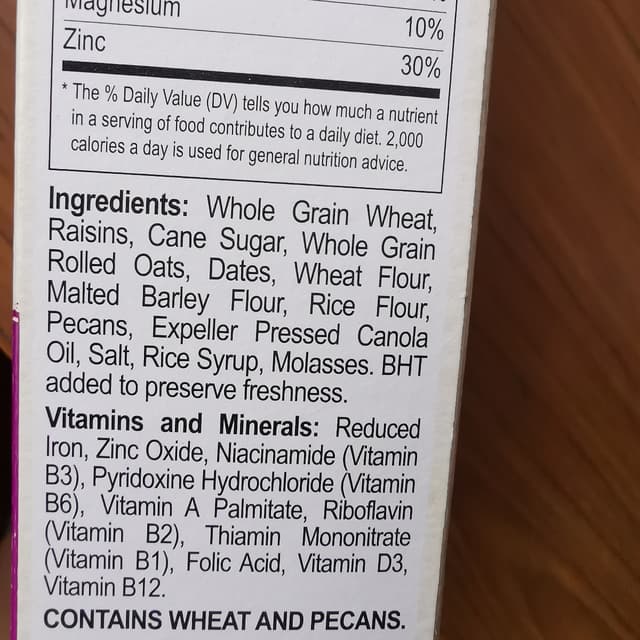 Magnesium 10%
Zinc 30%
* The % Daily Value (DV) tells you how much a nutrient
in a serving of food contributes to a daily diet. 2,000
calories a day is used for general nutrition advice.
Ingredients: Whole Grain Wheat,
Raisins, Cane Sugar, Whole Grain
Rolled Oats, Dates, Wheat Flour,
Malted Barley Flour, Rice Flour,
Pecans, Expeller Pressed Canola
Oil, Salt, Rice Syrup, Molasses. BHT
added to preserve freshness.
Vitamins and Minerals: Reduced
Iron, Zinc Oxide, Niacinamide (Vitamin
B3), Pyridoxine Hydrochloride (Vitamin
B6), Vitamin A Palmitate, Riboflavin
(Vitamin B2), Thiamin Mononitrate
(Vitamin B1), Folic Acid, Vitamin D3,
Vitamin B12.
CONTAINS WHEAT AND PECANS.